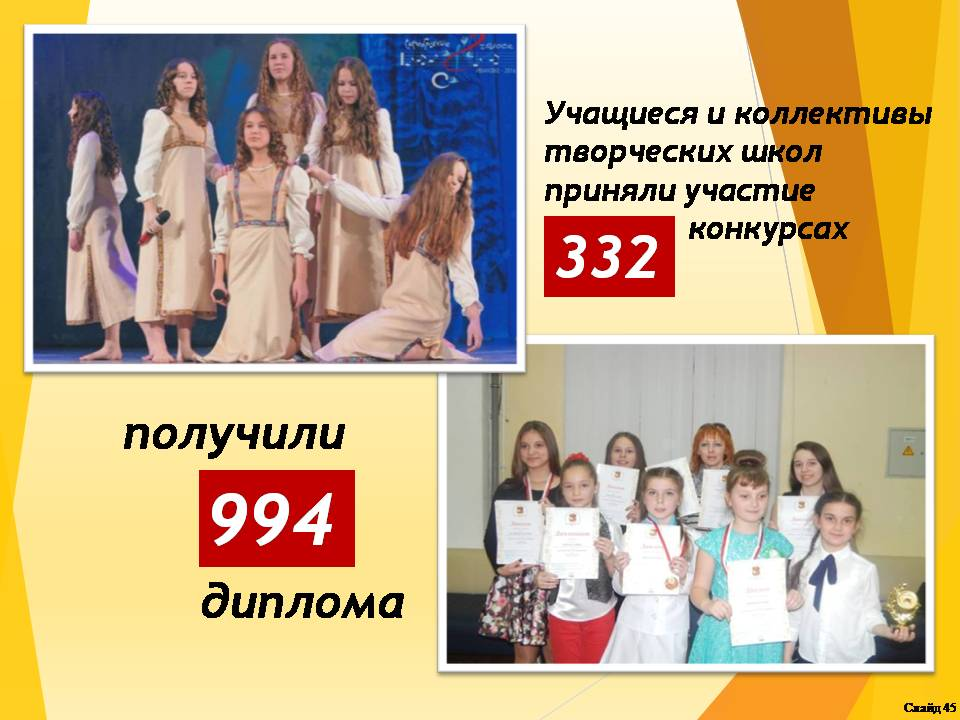 Учащиеся и коллективы
творческих школ
приняли участие
332 конкурсах
получили
994
диплома
Слайд 45